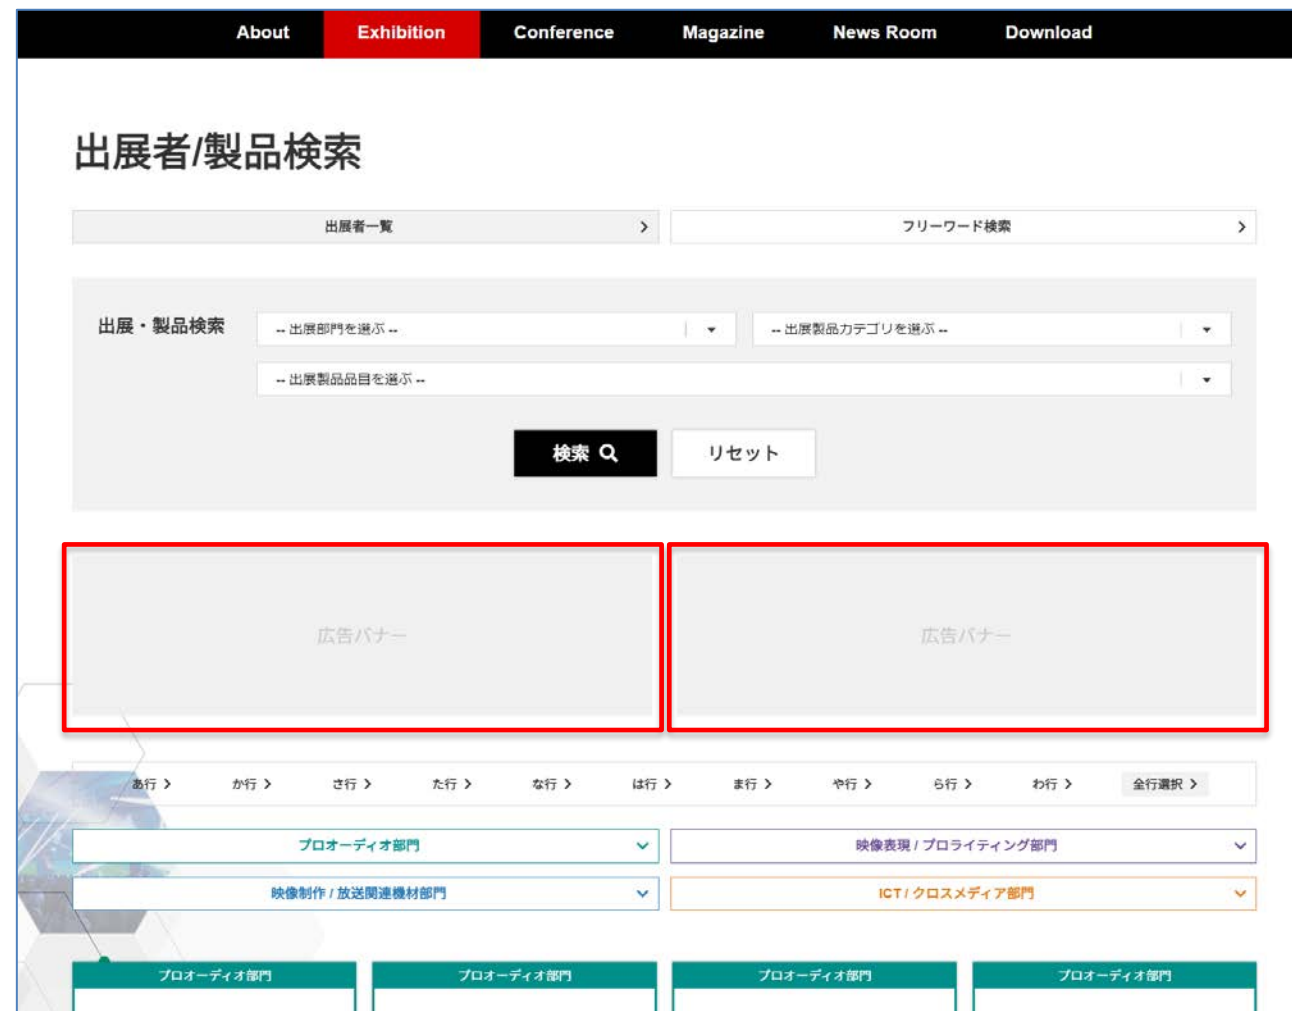 About Exhibition Conference Magazine News Room Download
出展者/製品検索
出展者一覧 フリーワード検索
出展・製品検索 -- 出展部門を選ぶ -- -- 出展製品カテゴリを選ぶ --
-- 出展製品品目を選ぶ --
検索 リセット
広告バナー 広告バナー
あ行 か行 さ行 た行 な行 は行 ま行 や行 ら行 わ行 全行選択
プロオーディオ部門 映像表現 / プロライティング部門
映像制作 / 放送関連機材部門 ICT / クロスメディア部門
プロオーディオ部門 プロオーディオ部門 プロオーディオ部門 プロオーディオ部門